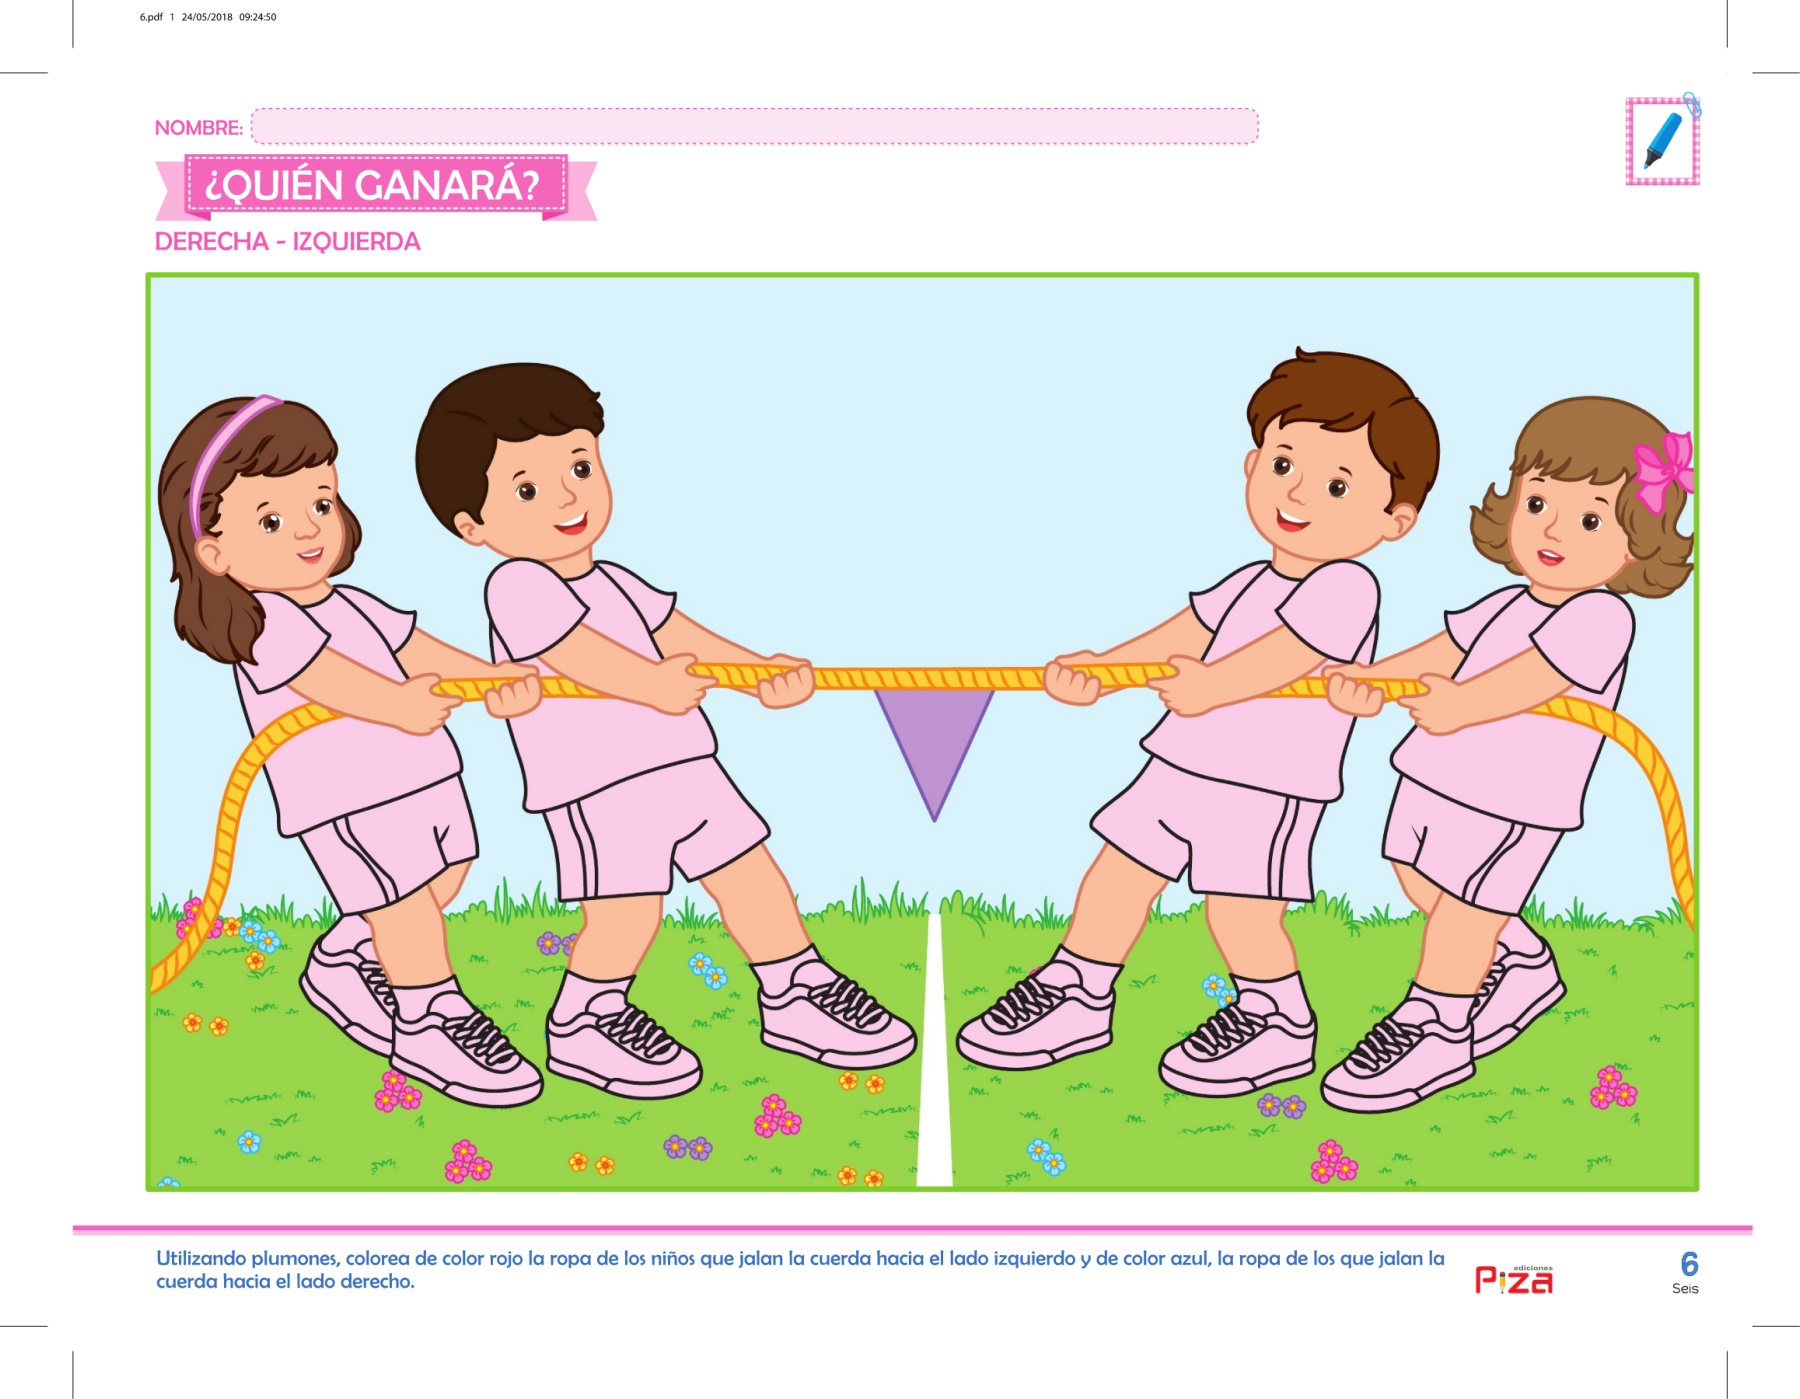 6.pdf 1 24/05/2018 09:24:50
NOMBRE:
¿QUIÉN GANARÁ?
DERECHA - IZQUIERDA
Utilizando plumones, colorea de color rojo la ropa de los niños que jalan la cuerda hacia el lado izquierdo y de color azul, la ropa de los que jalan la
cuerda hacia el lado derecho.
ediciones
Piza
6
Seis